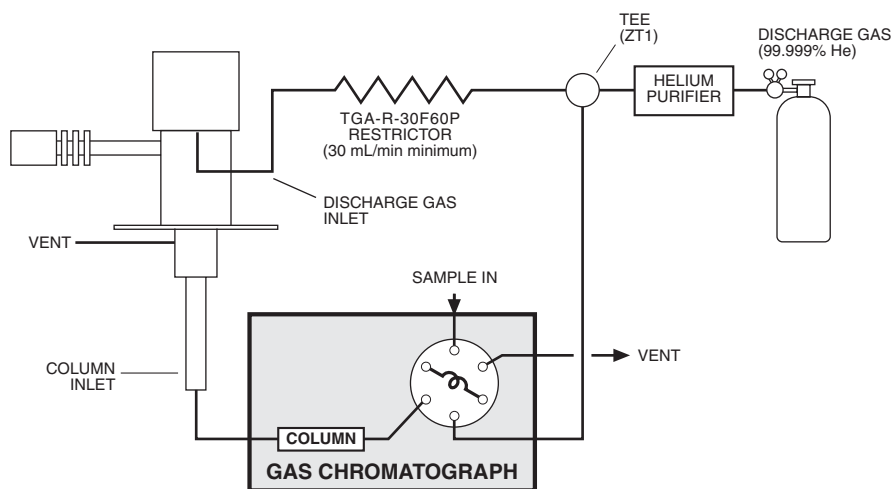 TEE
(ZT1)
DISCHARGE GAS
(99.999% He)
HELIUM
PURIFIER
TGA-R-30F60P
RESTRICTOR
(30 mL/min minimum)
DISCHARGE GAS
INLET
VENT
SAMPLE IN
VENT
COLUMN
INLET
COLUMN
GAS CHROMATOGRAPH